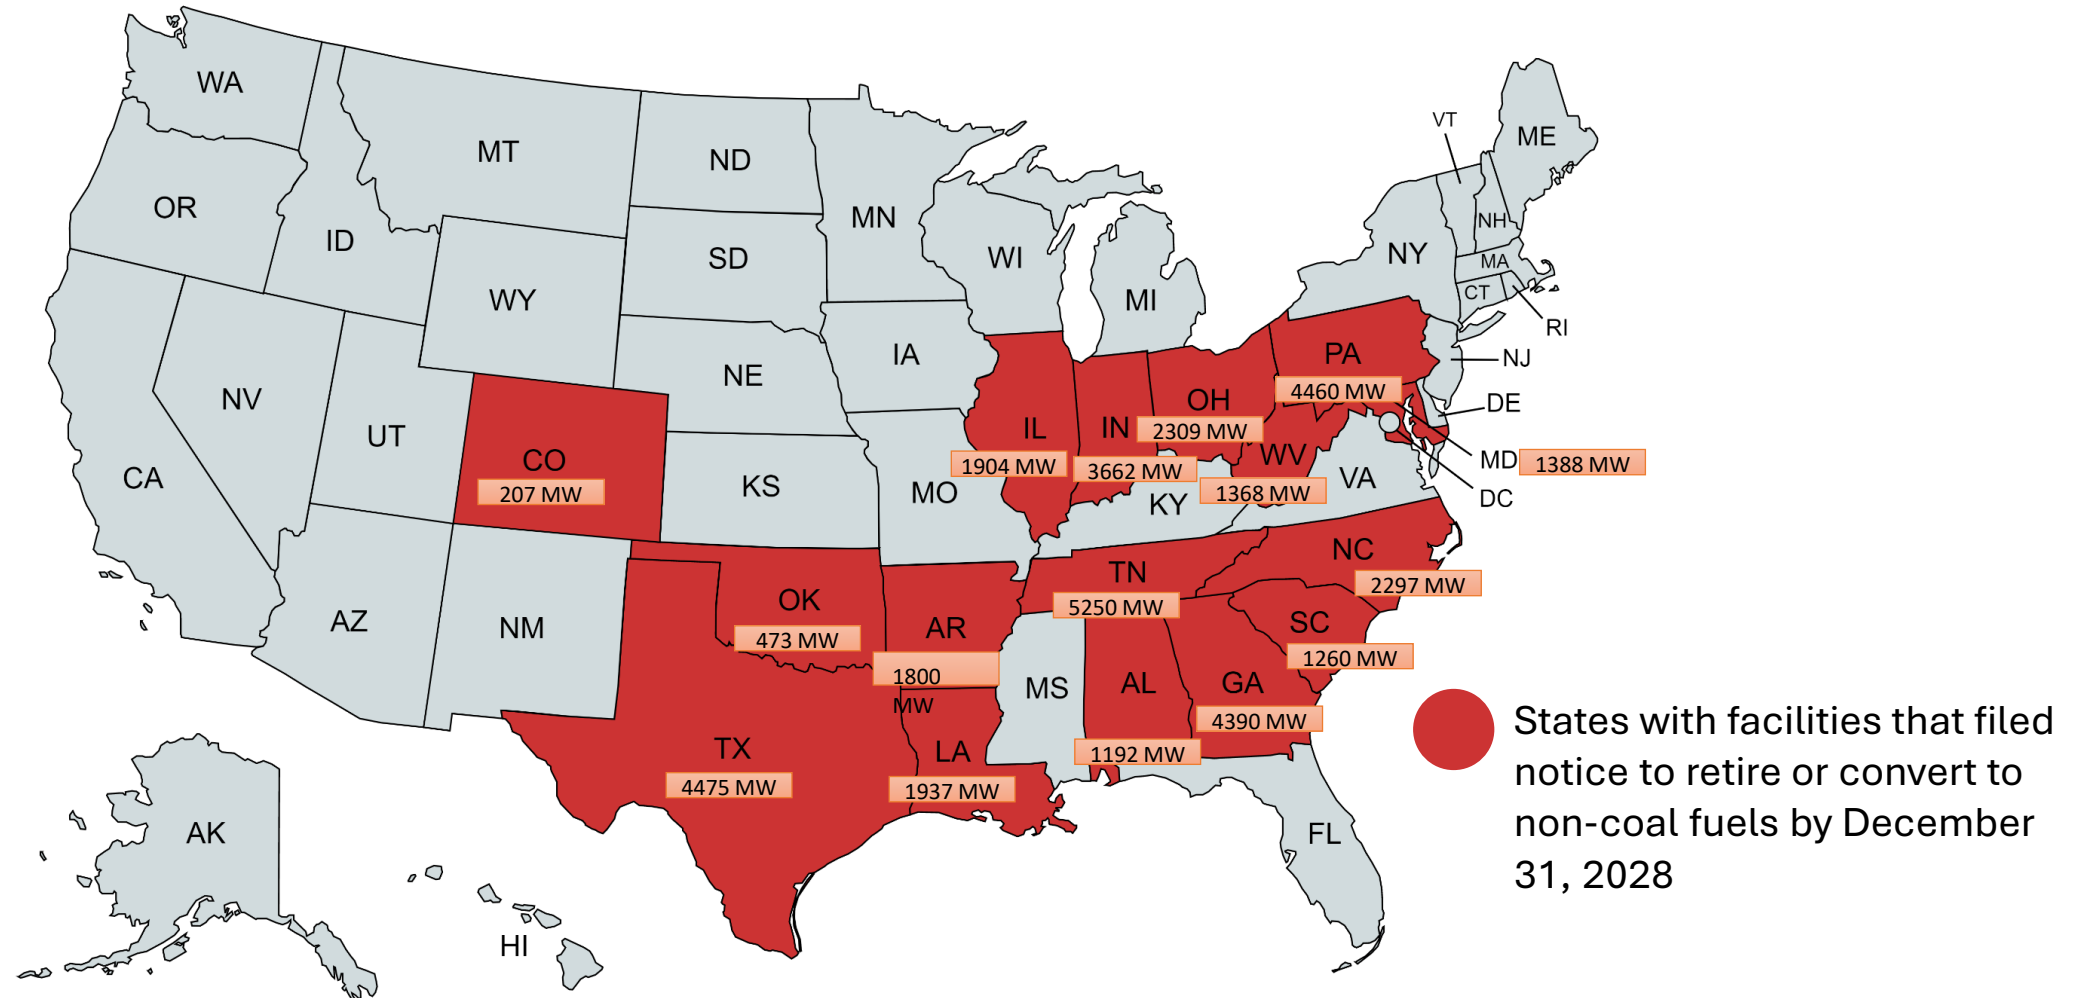 WA
MT
ND
MN
VT
ME
OR
ID
SD
WI
NY
NH
MA
CT
RI
WY
MI
IA
NE
PA
4460 MW
NJ
DE
NV
UT
CO
207 MW
KS
MO
IL
1904 MW
IN
3662 MW
OH
2309 MW
WV
1368 MW
VA
MD
1388 MW
DC
CA
KY
AZ
NM
OK
473 MW
AR
1800
MW
TN
5250 MW
NC
2297 MW
SC
1260 MW
MS
AL
1192 MW
GA
4390 MW
TX
4475 MW
LA
1937 MW
FL
AK
HI
States with facilities that filed
notice to retire or convert to
non-coal fuels by December
31, 2028